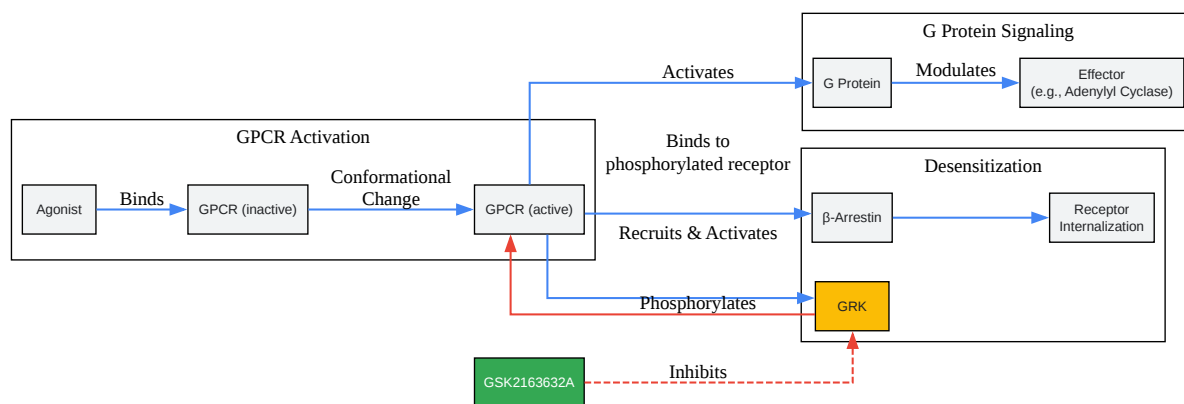 G Protein Signaling
Activates
G Protein
Modulates
Effector
(e.g., Adenylyl Cyclase)
GPCR Activation
Agonist
Binds
GPCR (inactive)
Conformational
Change
GPCR (active)
Binds to
phosphorylated receptor
Recruits & Activates
Desensitization
β-Arrestin
Receptor
Internalization
Phosphorylates
GRK
GSK2163632A
Inhibits